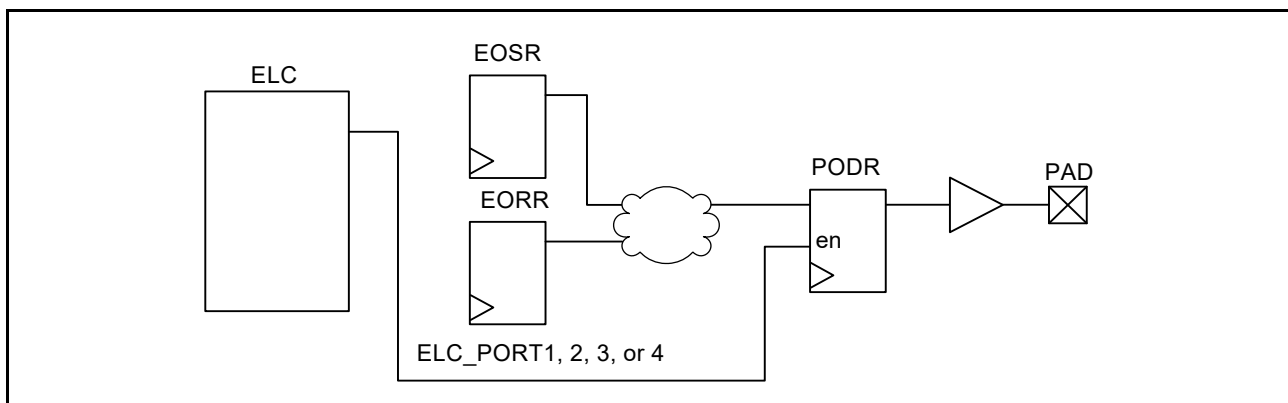 EOSR
ELC
PODR
PAD
EORR
en
ELC_PORT1, 2, 3, or 4